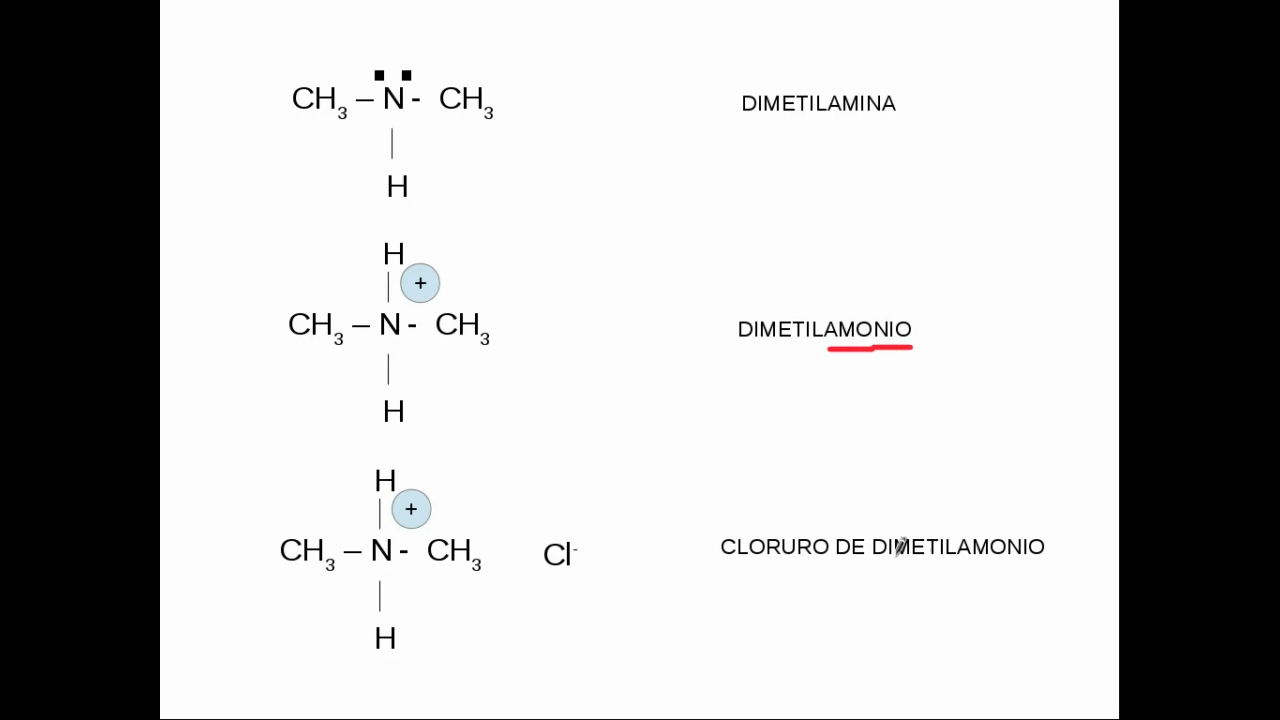 CH3 – N - CH3 DIMETILAMINA
H
H
+
CH3 – N - CH3 DIMETILAMONIO
H
H
+
CH3 – N - CH3 Cl- CLORURO DE DIMETILAMONIO
H